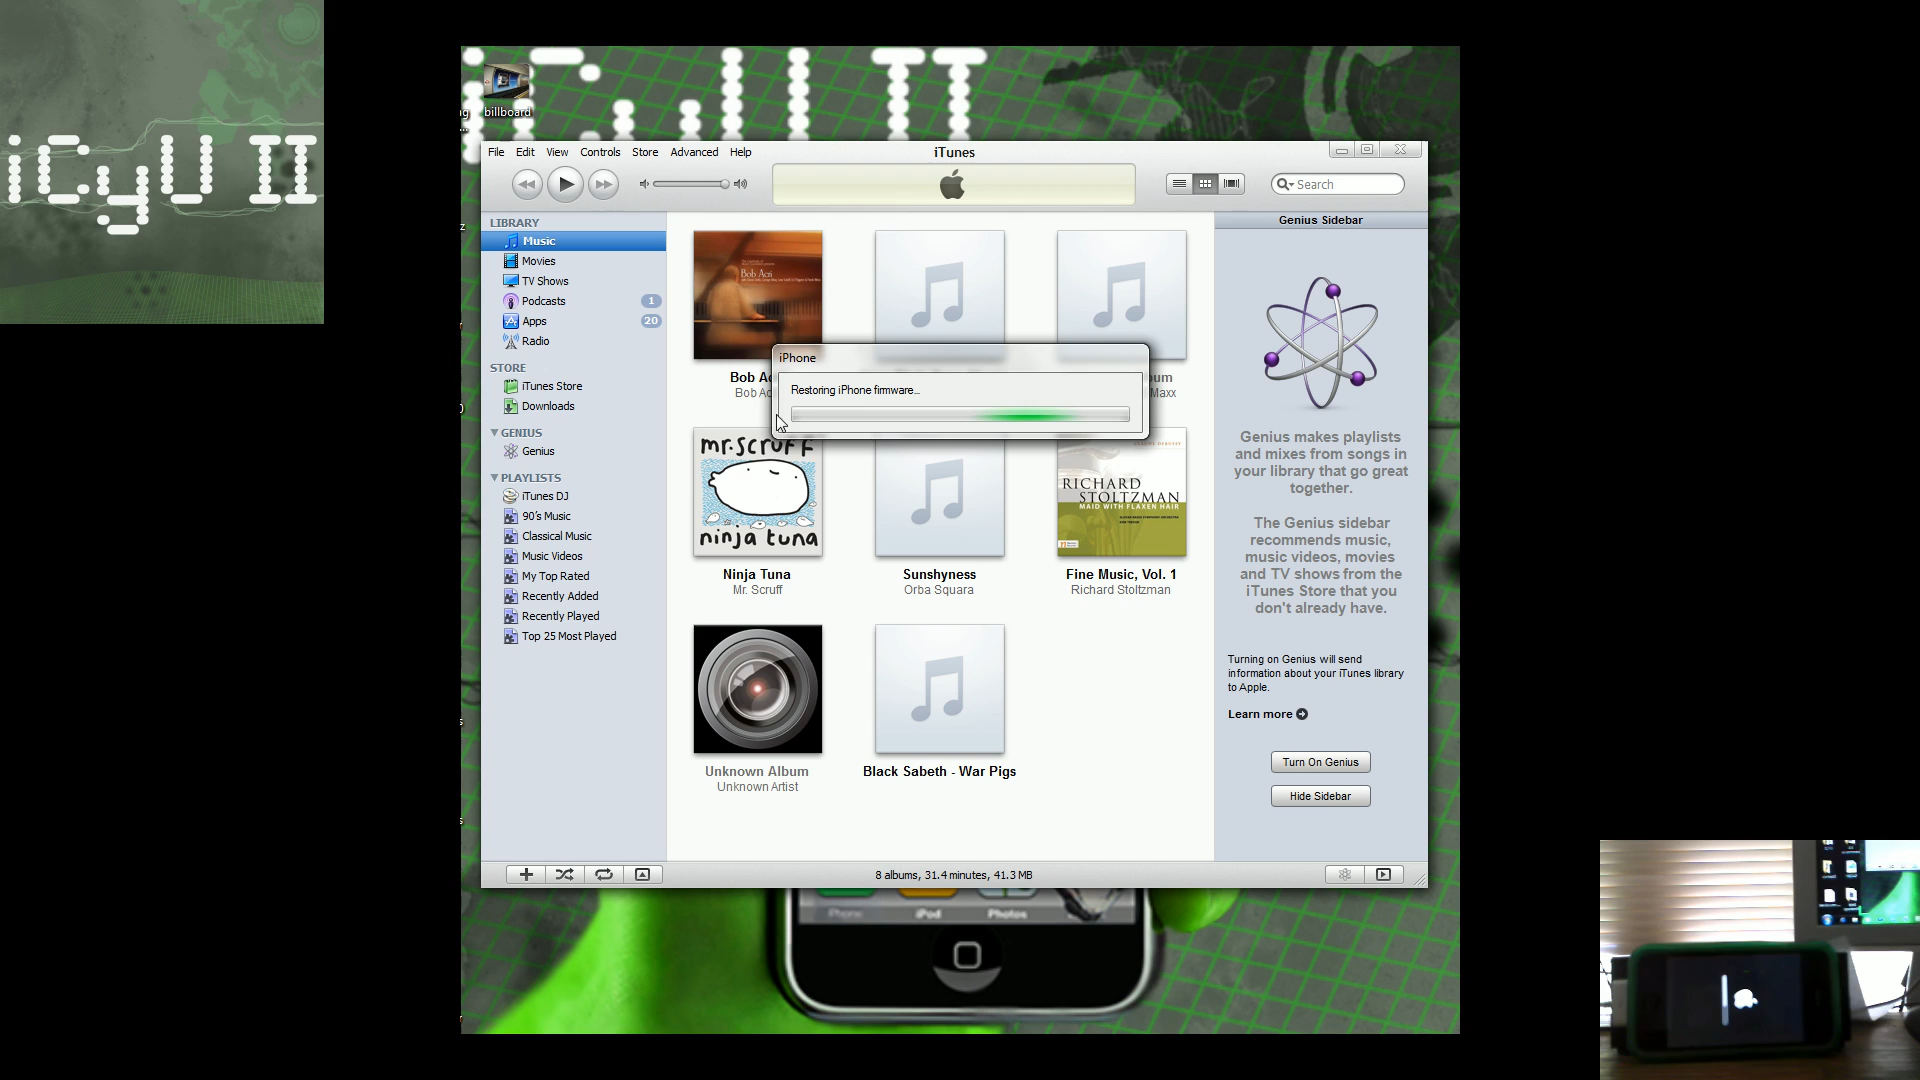 iCyU II
billboard
File Edit View Controls Store Advanced Help
iTunes
Search
LIBRARY
Music
Movies
TV Shows
Podcasts 1
Apps 20
Radio
STORE
iTunes Store
Downloads
GENIUS
Genius
PLAYLISTS
iTunes DJ
90's Music
Classical Music
Music Videos
My Top Rated
Recently Added
Recently Played
Top 25 Most Played
Bob Acri
iPhone
Restoring iPhone firmware...
Maxx
mr.scruff
ninja tuna
RICHARD
STOLTZMAN
MAID WITH FLAXEN HAIR
Ninja Tuna
Mr. Scruff
Sunshyness
Orba Squara
Fine Music, Vol. 1
Richard Stoltzman
Unknown Album
Unknown Artist
Black Sabeth - War Pigs
8 albums, 31.4 minutes, 41.3 MB
Genius Sidebar
Genius makes playlists
and mixes from songs in
your library that go great
together.
The Genius sidebar
recommends music,
music videos, movies
and TV shows from the
iTunes Store that you
don't already have.
Turning on Genius will send
information about your iTunes library
to Apple.
Learn more
Turn On Genius
Hide Sidebar
Phone iPod Photos